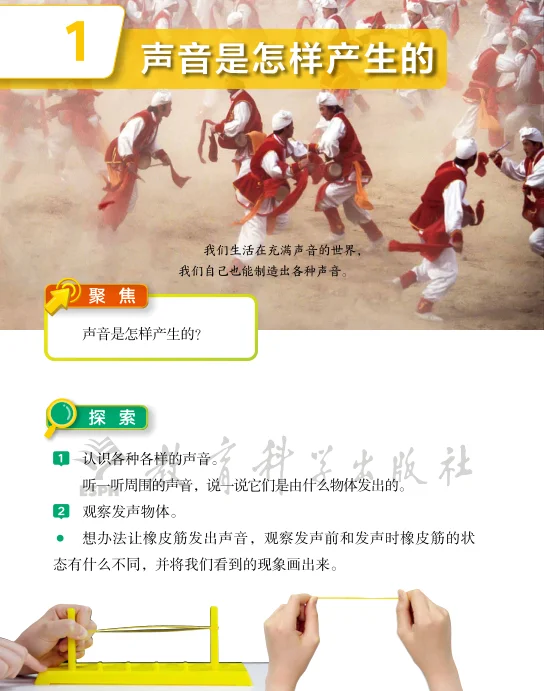 1
声音是怎样产生的
我们生活在充满声音的世界，
我们自己也能制造出各种声音。
聚焦
声音是怎样产生的？
探索
1 认识各种各样的声音。
听一听周围的声音，说一说它们是由什么物体发出的。
2 观察发声物体。
• 想办法让橡皮筋发出声音，观察发声前和发声时橡皮筋的状
态有什么不同，并将我们看到的现象画出来。
教育科学出版社
ESPH